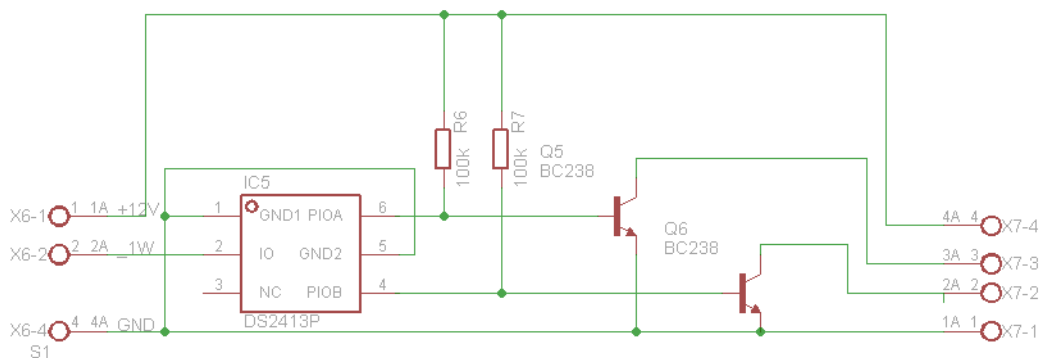 R6
100k
R7
100k
Q5
BC238
IC5
X6-1 1 1A +12V
1 GND1 PIOA 6
Q6
BC238
4A 4 X7-4
X6-2 2 2A _1W
2 IO GND2 5
3A 3 X7-3
3 NC PIOB 4
2A 2 X7-2
DS2413P
X6-4 4 4A GND
1A 1 X7-1
S1